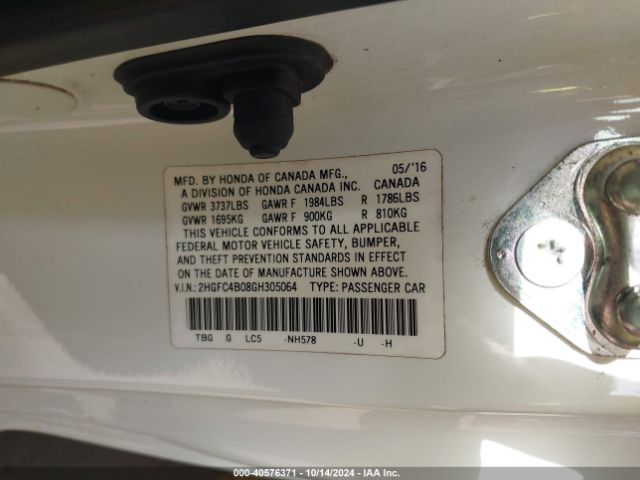 MFD. BY HONDA OF CANADA MFG., 05/'16
A DIVISION OF HONDA CANADA INC. CANADA
GVWR 3737LBS GAWR F 1984LBS R 1786LBS
GVWR 1695KG GAWR F 900KG R 810KG
THIS VEHICLE CONFORMS TO ALL APPLICABLE
FEDERAL MOTOR VEHICLE SAFETY, BUMPER,
AND THEFT PREVENTION STANDARDS IN EFFECT
ON THE DATE OF MANUFACTURE SHOWN ABOVE.
V.I.N.: 2HGFC4B08GH305064 TYPE: PASSENGER CAR
TBG G LC5 -NH578 -U -H
(Vehicle) - 40576371 | 10/14/2024 - IAA Inc.